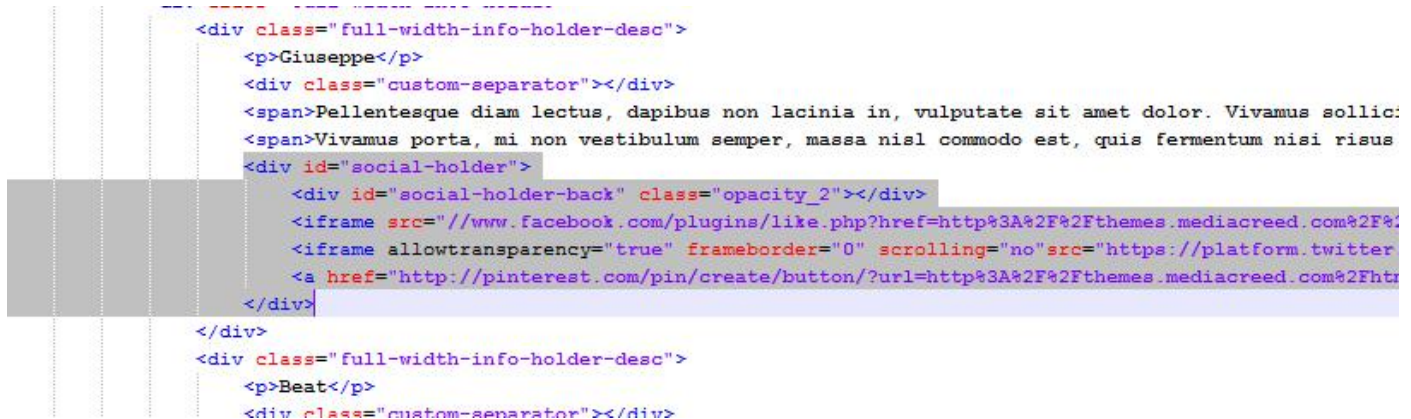 <div class="full-width-info-holder-desc">
<p>Giuseppe</p>
<div class="custom-separator"></div>
<span>Pellentesque diam lectus, dapibus non lacinia in, vulputate sit amet dolor. Vivamus sollici
<span>Vivamus porta, mi non vestibulum semper, massa nisl commodo est, quis fermentum nisi risus
<div id="social-holder">
<div id="social-holder-back" class="opacity_2"></div>
<iframe src="//www.facebook.com/plugins/like.php?href=http%3A%2F%2Fthemes.mediacreed.com%2F%2
<iframe allowtransparency="true" frameborder="0" scrolling="no"src="https://platform.twitter.
<a href="http://pinterest.com/pin/create/button/?url=http%3A%2F%2Fthemes.mediacreed.com%2Fhtm
</div>
</div>
<div class="full-width-info-holder-desc">
<p>Beat</p>
<div class="custom-separator"></div>